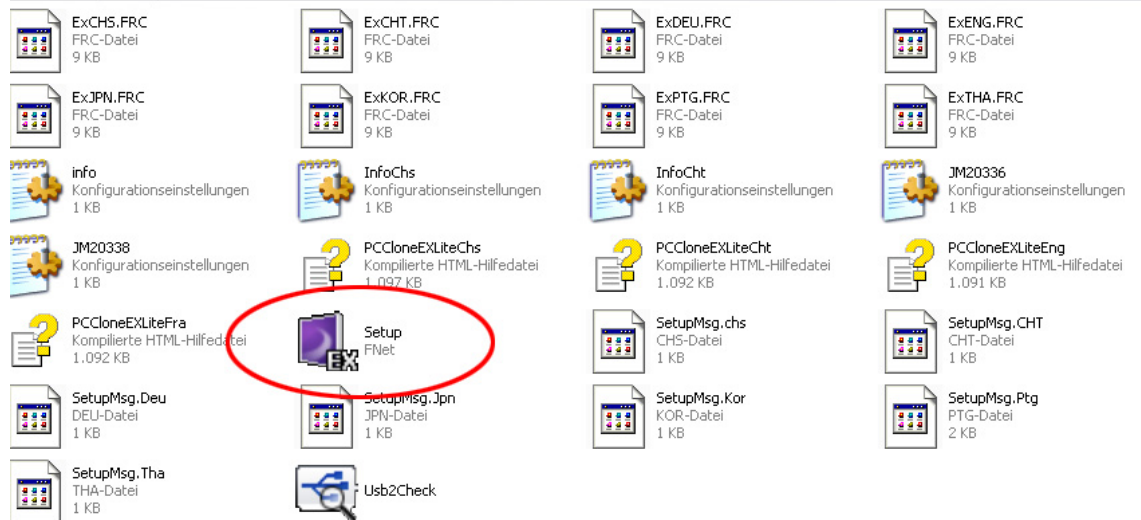 ExCHS.FRC
FRC-Datei
9 KB
ExCHT.FRC
FRC-Datei
9 KB
ExDEU.FRC
FRC-Datei
9 KB
ExENG.FRC
FRC-Datei
9 KB
ExJPN.FRC
FRC-Datei
9 KB
ExKOR.FRC
FRC-Datei
9 KB
ExPTG.FRC
FRC-Datei
9 KB
ExTHA.FRC
FRC-Datei
9 KB
info
Konfigurationseinstellungen
1 KB
InfoChs
Konfigurationseinstellungen
1 KB
InfoCht
Konfigurationseinstellungen
1 KB
JM20336
Konfigurationseinstellungen
1 KB
JM20338
Konfigurationseinstellungen
1 KB
PCCloneEXLiteChs
Kompilierte HTML-Hilfedatei
1.097 KB
PCCloneEXLiteCht
Kompilierte HTML-Hilfedatei
1.092 KB
PCCloneEXLiteEng
Kompilierte HTML-Hilfedatei
1.091 KB
PCCloneEXLiteFra
Kompilierte HTML-Hilfedatei
1.092 KB
EX
Setup
FNet
SetupMsg.chs
CHS-Datei
1 KB
SetupMsg.CHT
CHT-Datei
1 KB
SetupMsg.Deu
DEU-Datei
1 KB
SetupMsg.Jpn
JPN-Datei
1 KB
SetupMsg.Kor
KOR-Datei
1 KB
SetupMsg.Ptg
PTG-Datei
2 KB
SetupMsg.Tha
THA-Datei
1 KB
Usb2Check